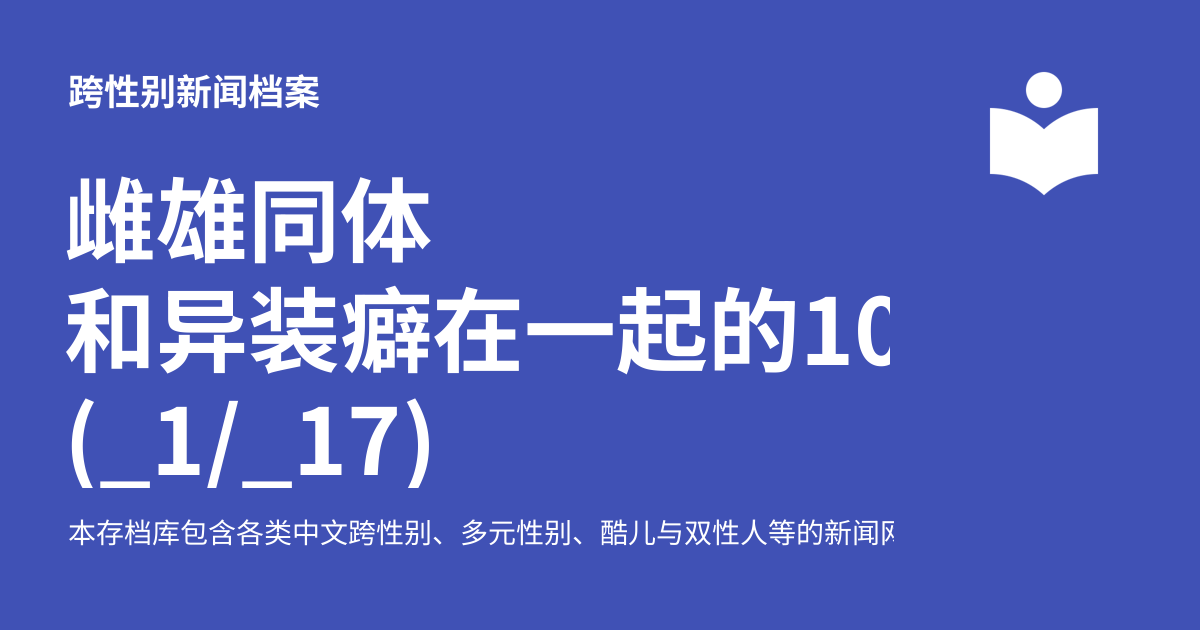 跨性别新闻档案
雌雄同体
和异装癖在一起的10
(_1/_17)
本存档库包含各类中文跨性别、多元性别、酷儿与双性人等的新闻网